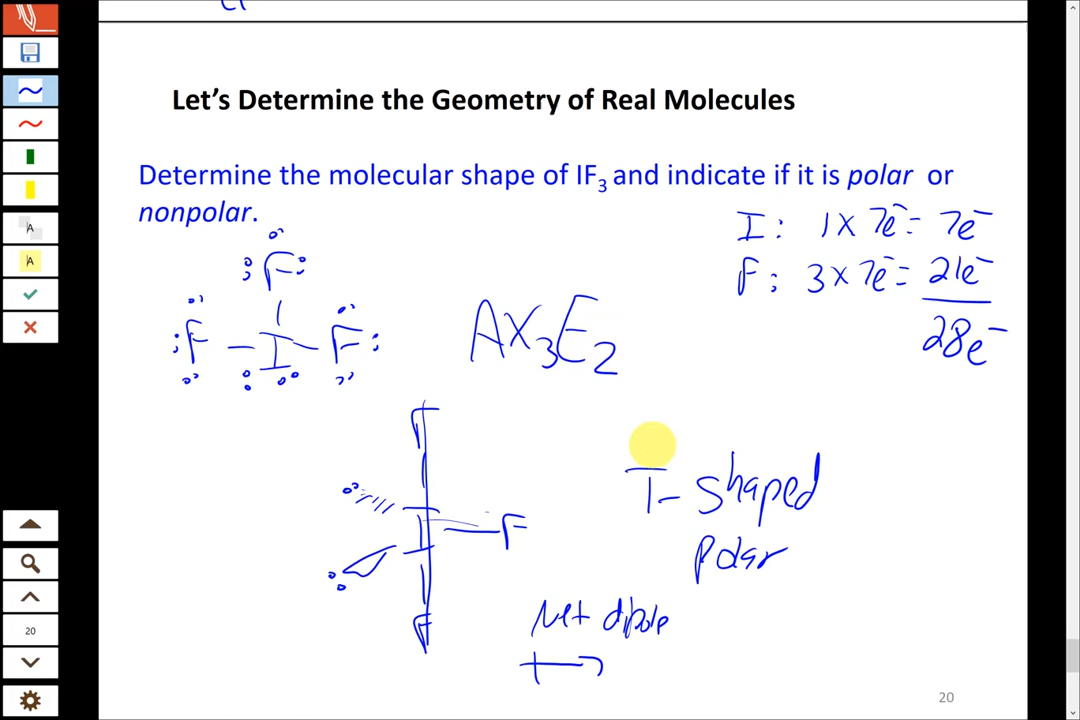 Let's Determine the Geometry of Real Molecules
Determine the molecular shape of IF₃ and indicate if it is polar or
nonpolar.
I: 1 x 7e⁻ = 7e⁻
F: 3 x 7e⁻ = 21e⁻
28e⁻
F
F - I - F
AX₃E₂
F
I - F
F
T-shaped
polar
Net dipole
20
A
A
20